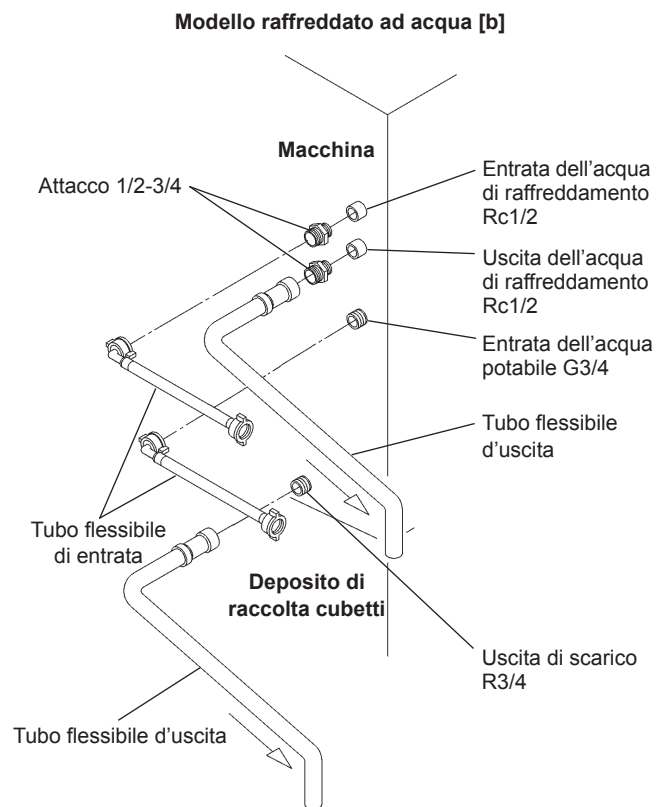 Modello raffreddato ad acqua [b]
Macchina
Attacco 1/2-3/4
Entrata dell’acqua
di raffreddamento
Rc1/2
Uscita dell’acqua
di raffreddamento
Rc1/2
Entrata dell’acqua
potabile G3/4
Tubo flessibile
d’uscita
Tubo flessibile
di entrata
Deposito di
raccolta cubetti
Uscita di scarico
R3/4
Tubo flessibile d’uscita